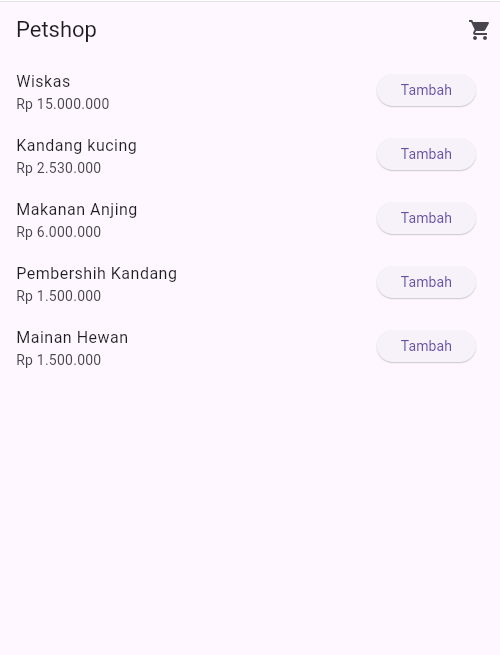 Petshop
Wiskas
Rp 15.000.000
Tambah
Kandang kucing
Rp 2.530.000
Tambah
Makanan Anjing
Rp 6.000.000
Tambah
Pembershih Kandang
Rp 1.500.000
Tambah
Mainan Hewan
Rp 1.500.000
Tambah